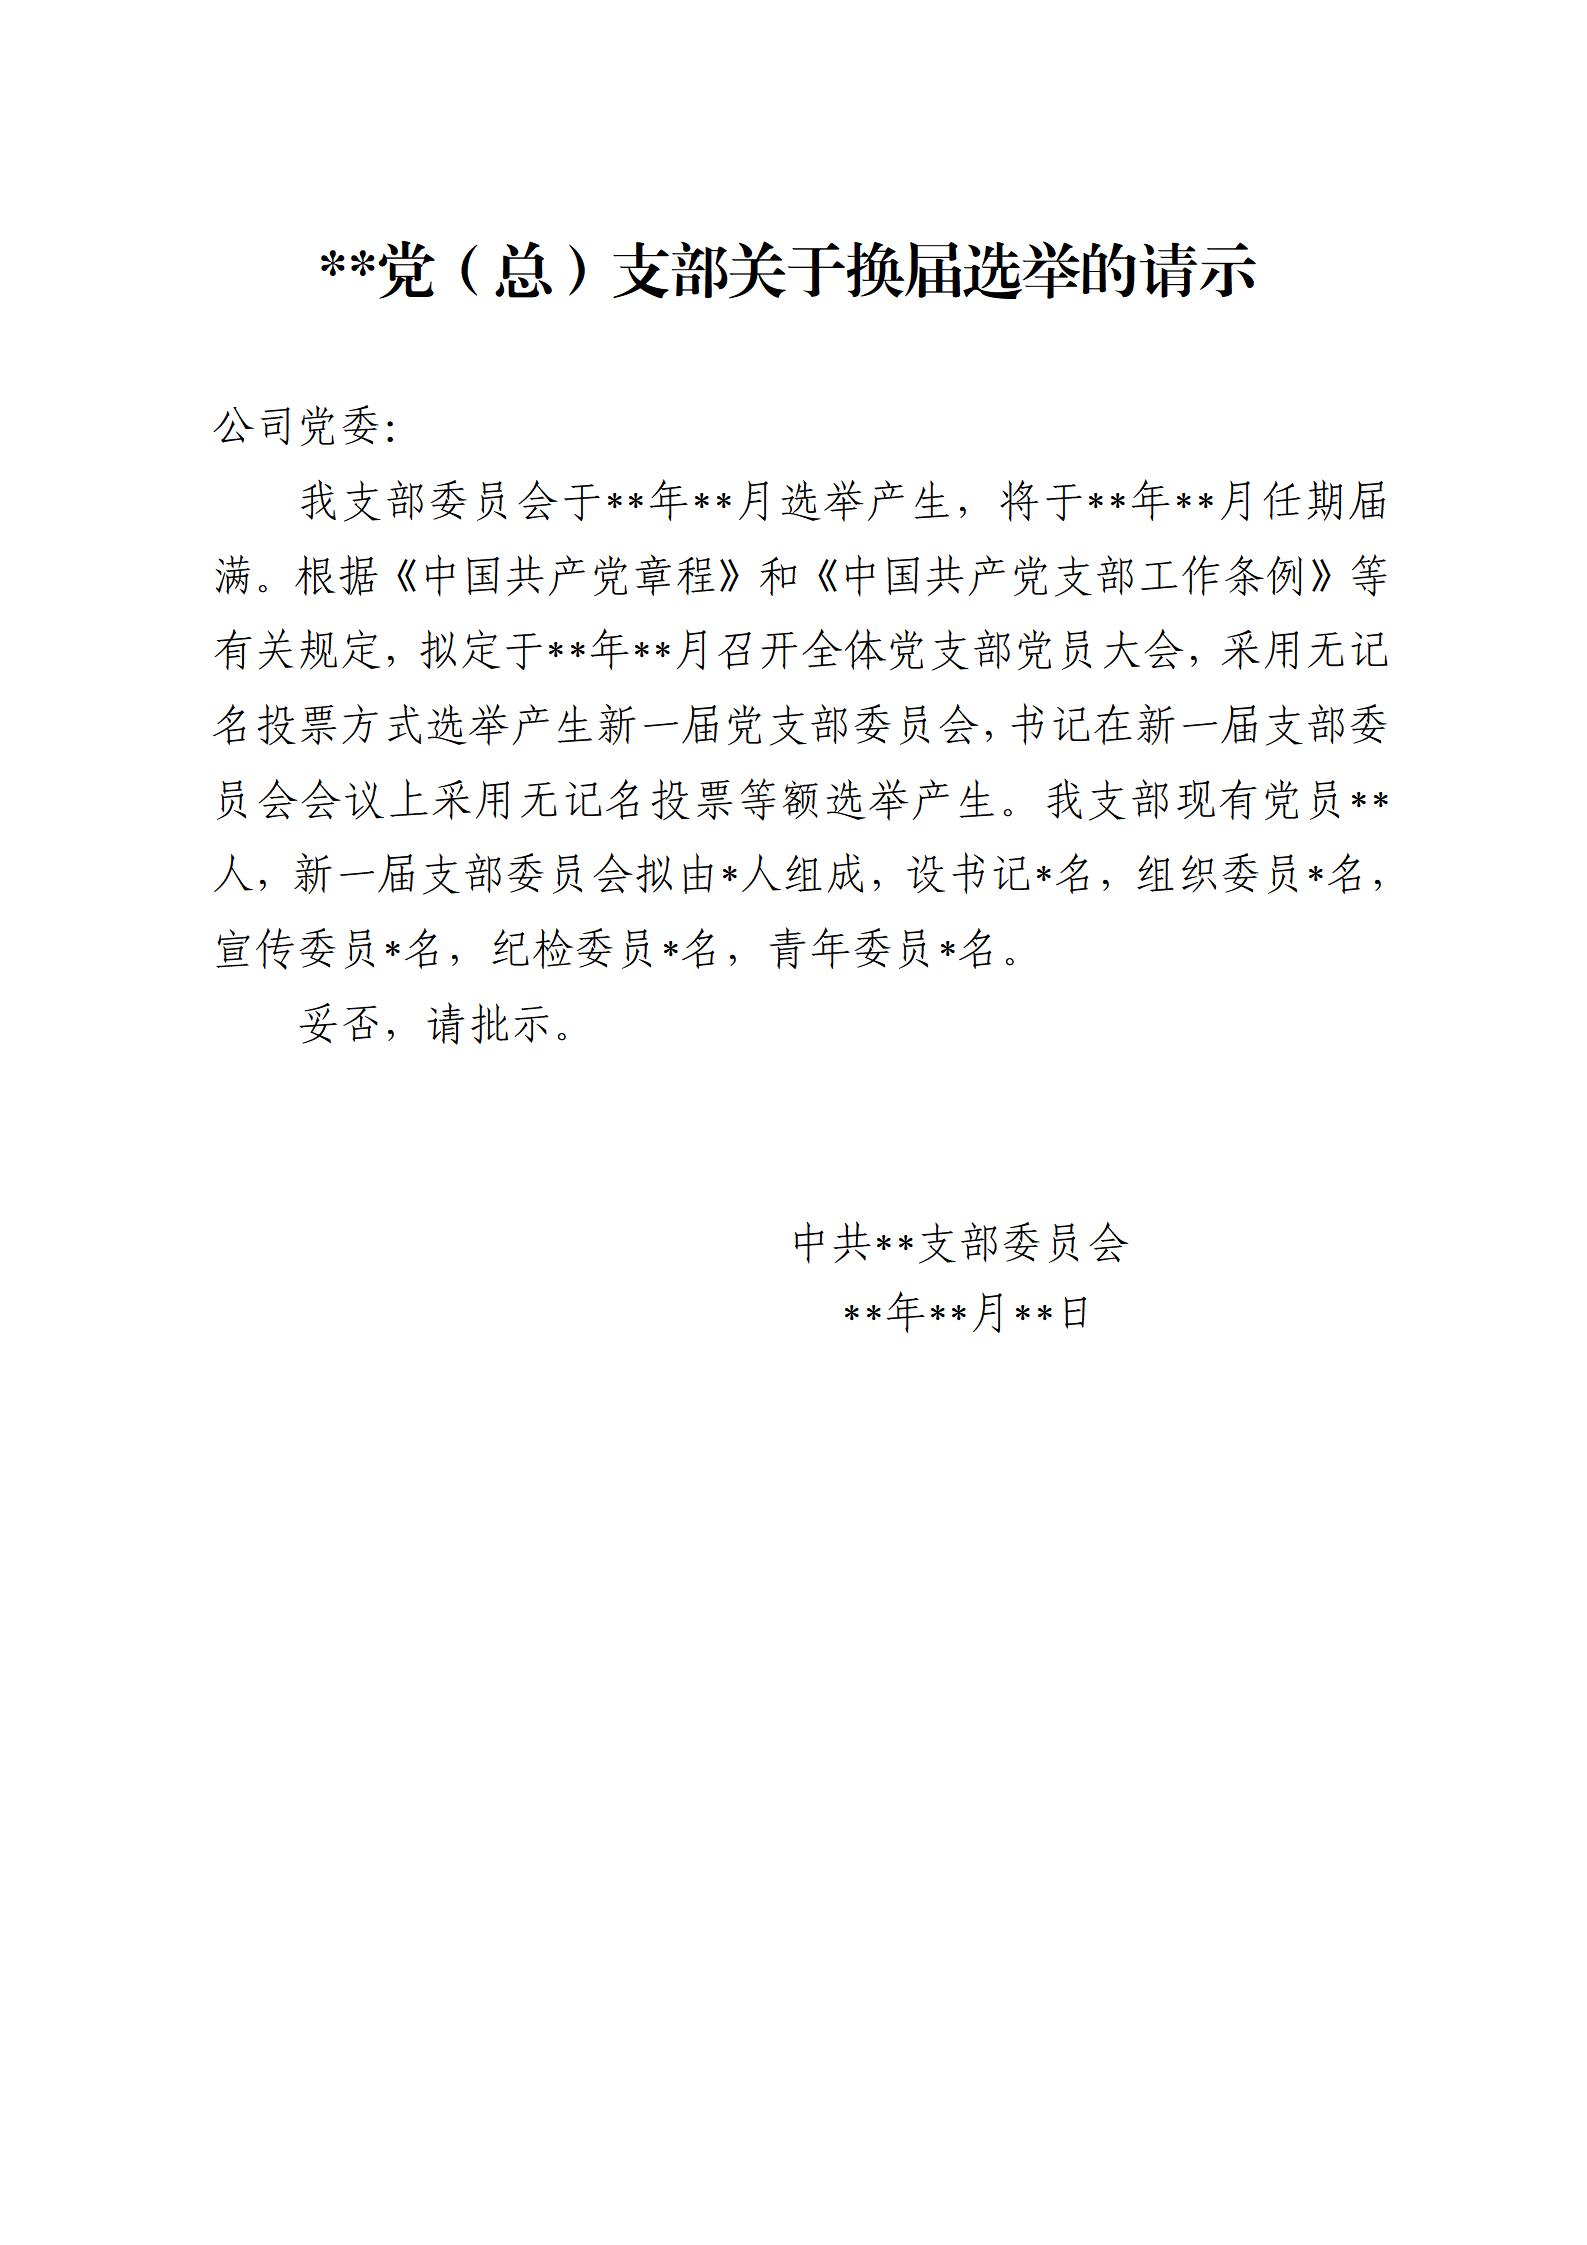 **党（总）支部关于换届选举的请示
公司党委：
我支部委员会于**年**月选举产生，将于**年**月任期届
满。根据《中国共产党章程》和《中国共产党支部工作条例》等
有关规定，拟定于**年**月召开全体党支部党员大会，采用无记
名投票方式选举产生新一届党支部委员会，书记在新一届支部委
员会会议上采用无记名投票等额选举产生。我支部现有党员**
人，新一届支部委员会拟由*人组成，设书记*名，组织委员*名，
宣传委员*名，纪检委员*名，青年委员*名。
妥否，请批示。
中共**支部委员会
**年**月**日